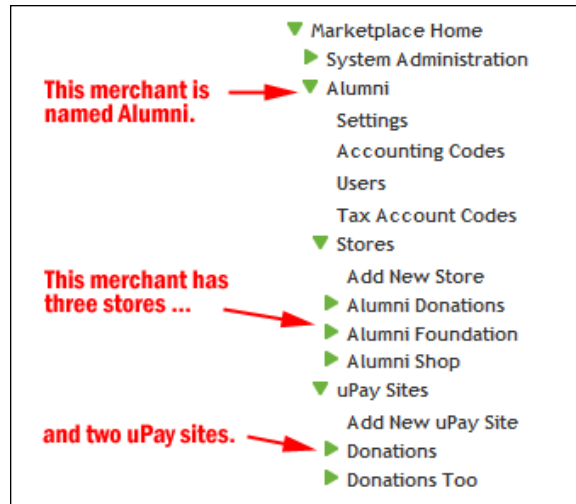 Marketplace Home
System Administration
This merchant is
named Alumni.
Alumni
Settings
Accounting Codes
Users
Tax Account Codes
Stores
Add New Store
This merchant has
three stores ...
Alumni Donations
Alumni Foundation
Alumni Shop
uPay Sites
Add New uPay Site
and two uPay sites.
Donations
Donations Too